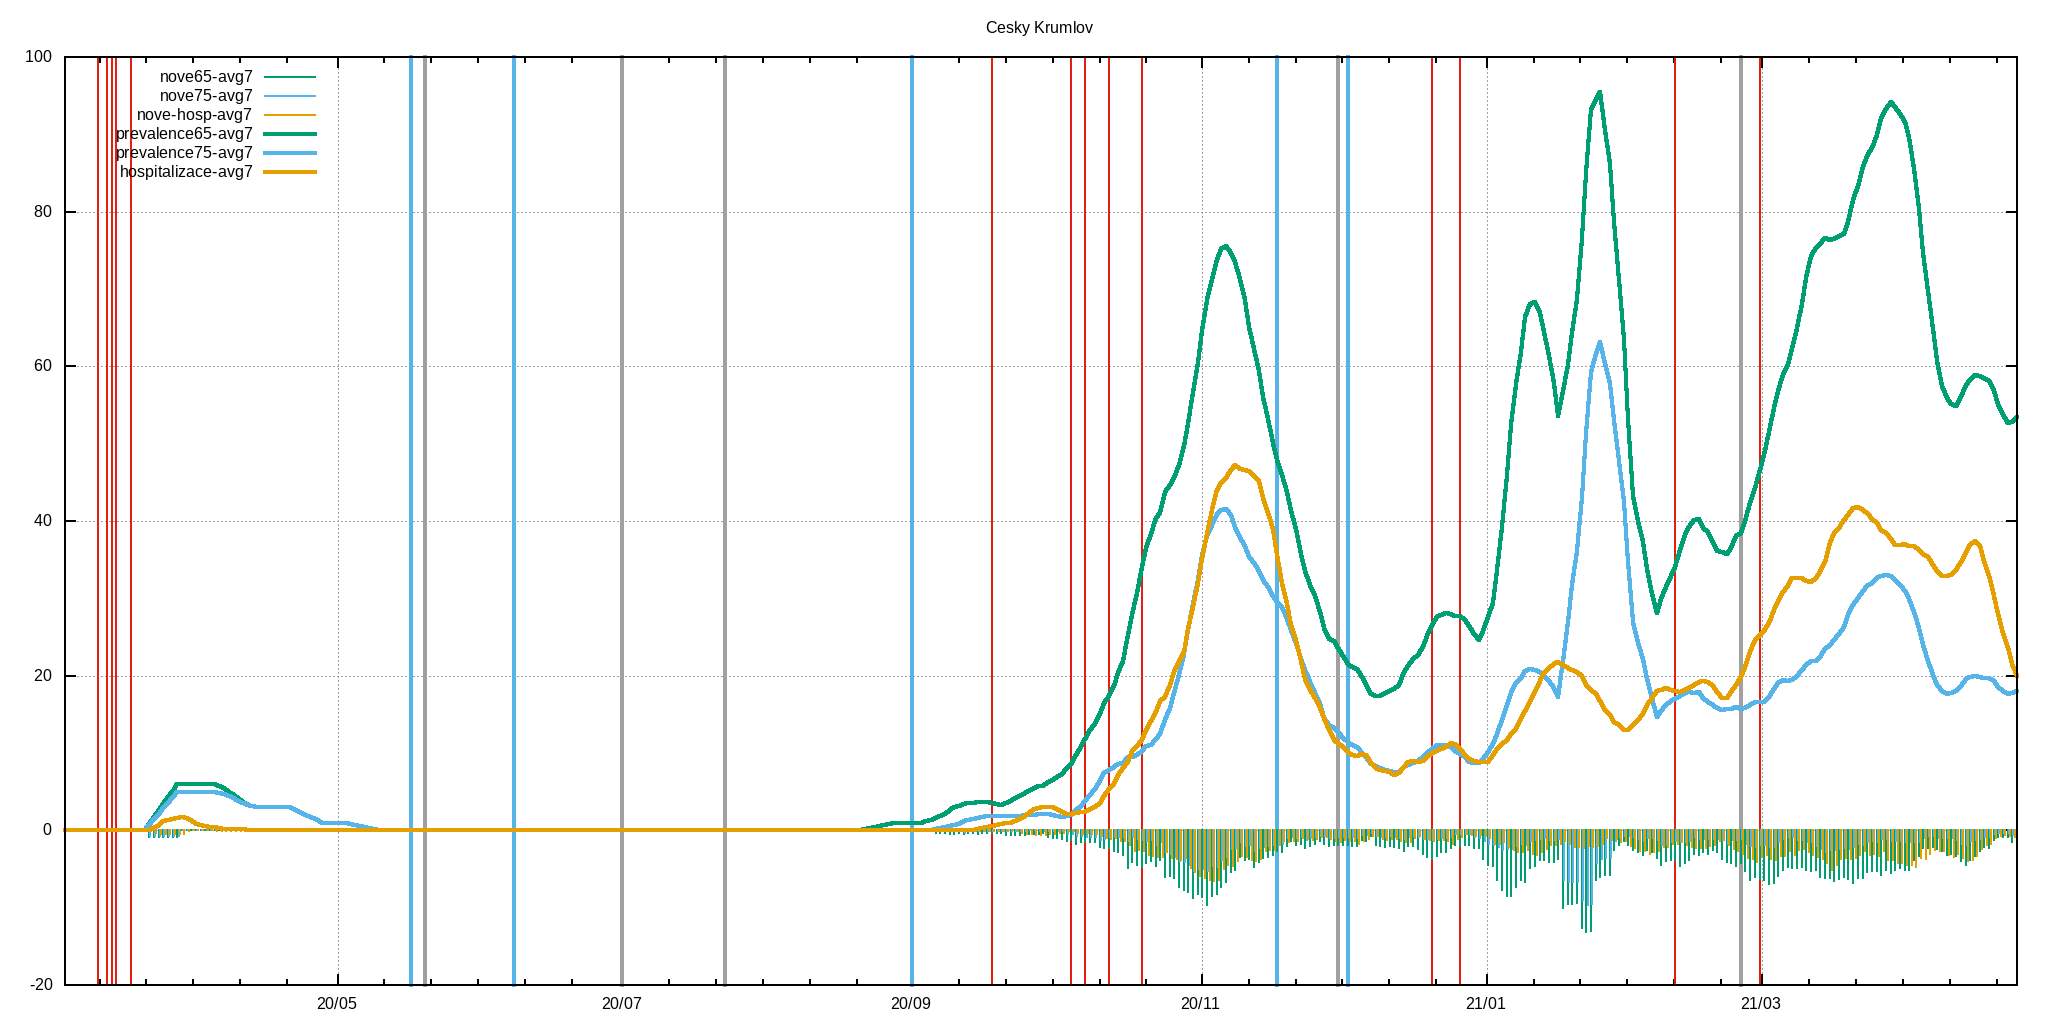 Cesky Krumlov
100
nove65-avg7
nove75-avg7
nove-hosp-avg7
prevalence65-avg7
prevalence75-avg7
hospitalizace-avg7
80
60
40
20
0
-20
20/05 20/07 20/09 20/11 21/01 21/03